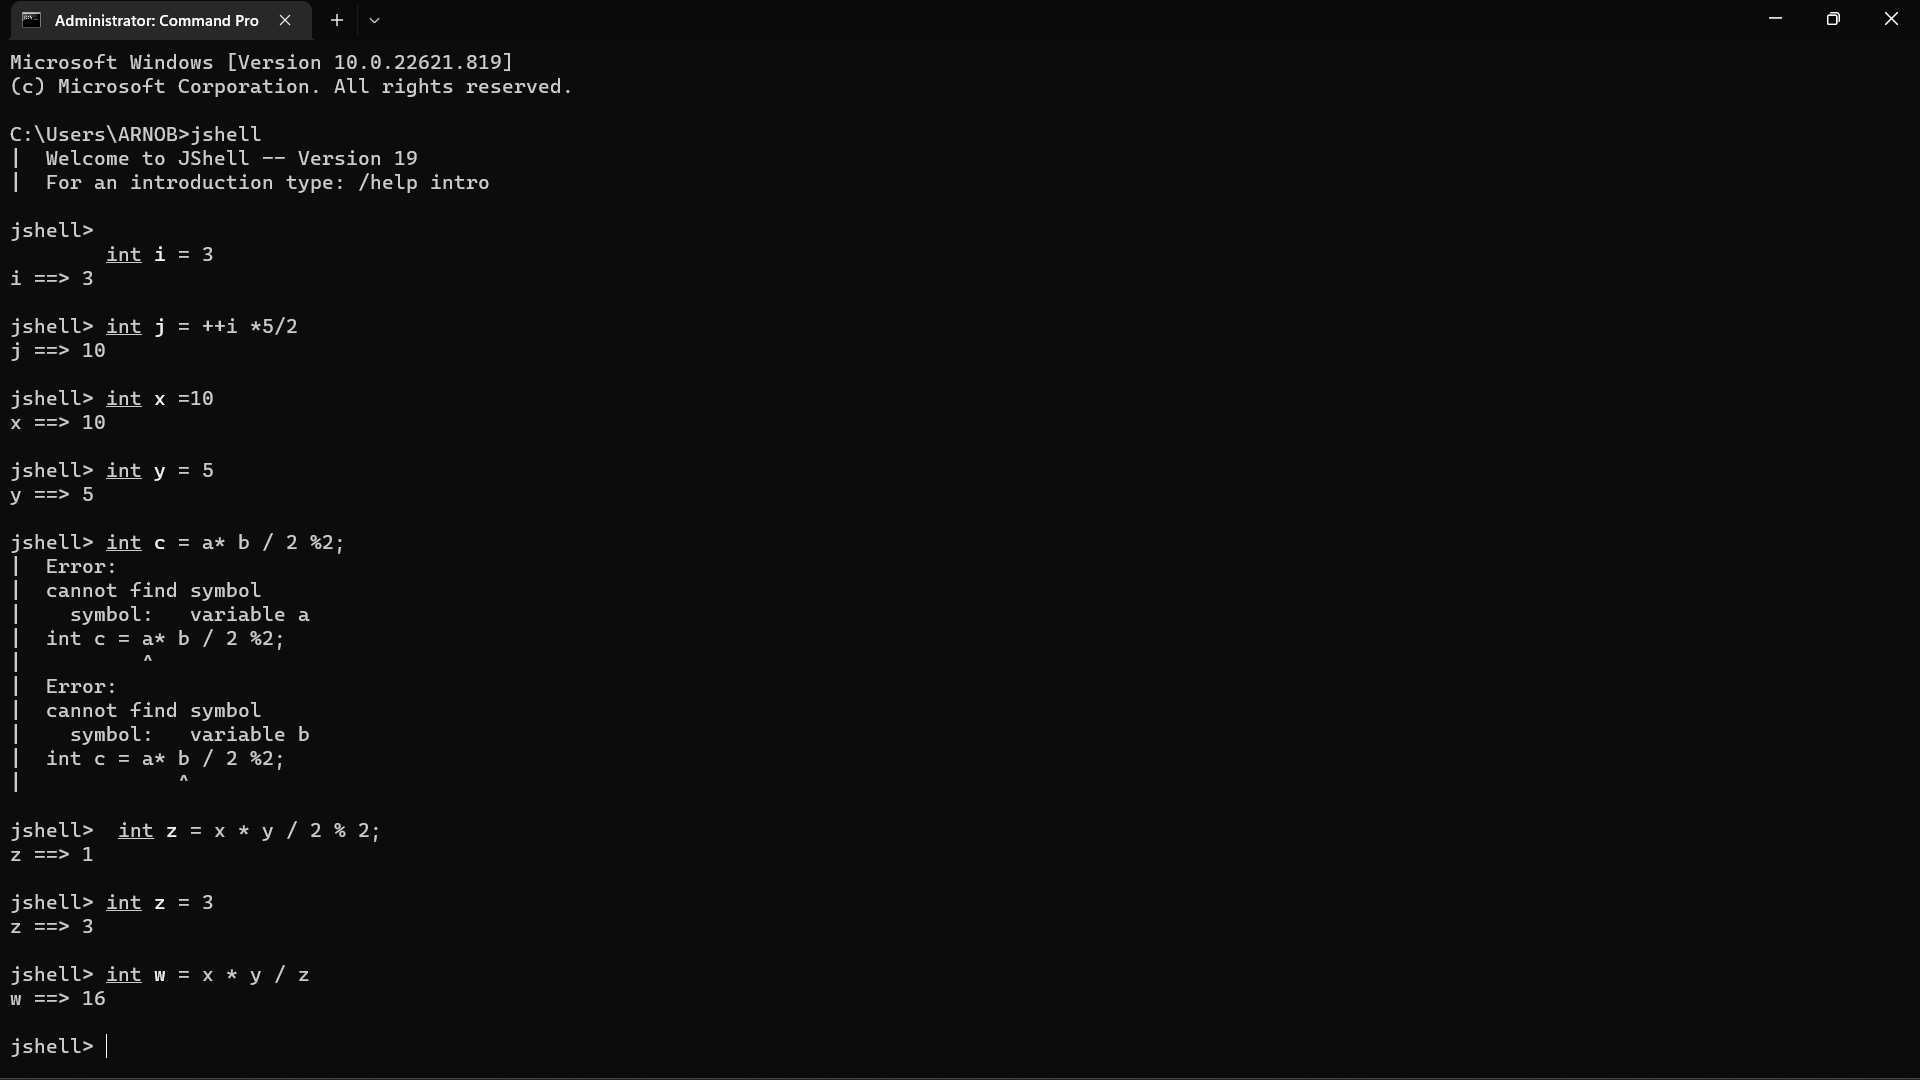 Administrator: Command Pro
Microsoft Windows [Version 10.0.22621.819]
(c) Microsoft Corporation. All rights reserved.
C:\Users\ARNOB>jshell
|  Welcome to JShell -- Version 19
|  For an introduction type: /help intro
jshell>
        int i = 3
i ==> 3
jshell> int j = ++i *5/2
j ==> 10
jshell> int x =10
x ==> 10
jshell> int y = 5
y ==> 5
jshell> int c = a* b / 2 %2;
|  Error:
|  cannot find symbol
|    symbol:   variable a
|  int c = a* b / 2 %2;
|          ^
|  Error:
|  cannot find symbol
|    symbol:   variable b
|  int c = a* b / 2 %2;
|             ^
jshell>  int z = x * y / 2 % 2;
z ==> 1
jshell> int z = 3
z ==> 3
jshell> int w = x * y / z
w ==> 16
jshell>